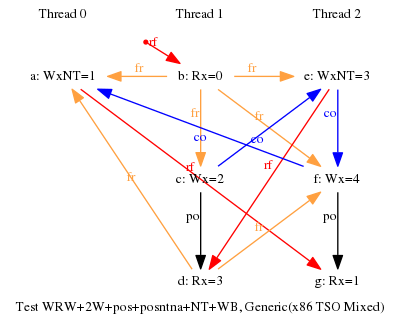 Thread 0 Thread 1 Thread 2
rf
a: WxNT=1 fr b: Rx=0 fr e: WxNT=3
fr fr co
co co
rf rf
fr c: Wx=2 f: Wx=4
po fr po
d: Rx=3 g: Rx=1
Test WRW+2W+pos+posntna+NT+WB, Generic(x86 TSO Mixed)